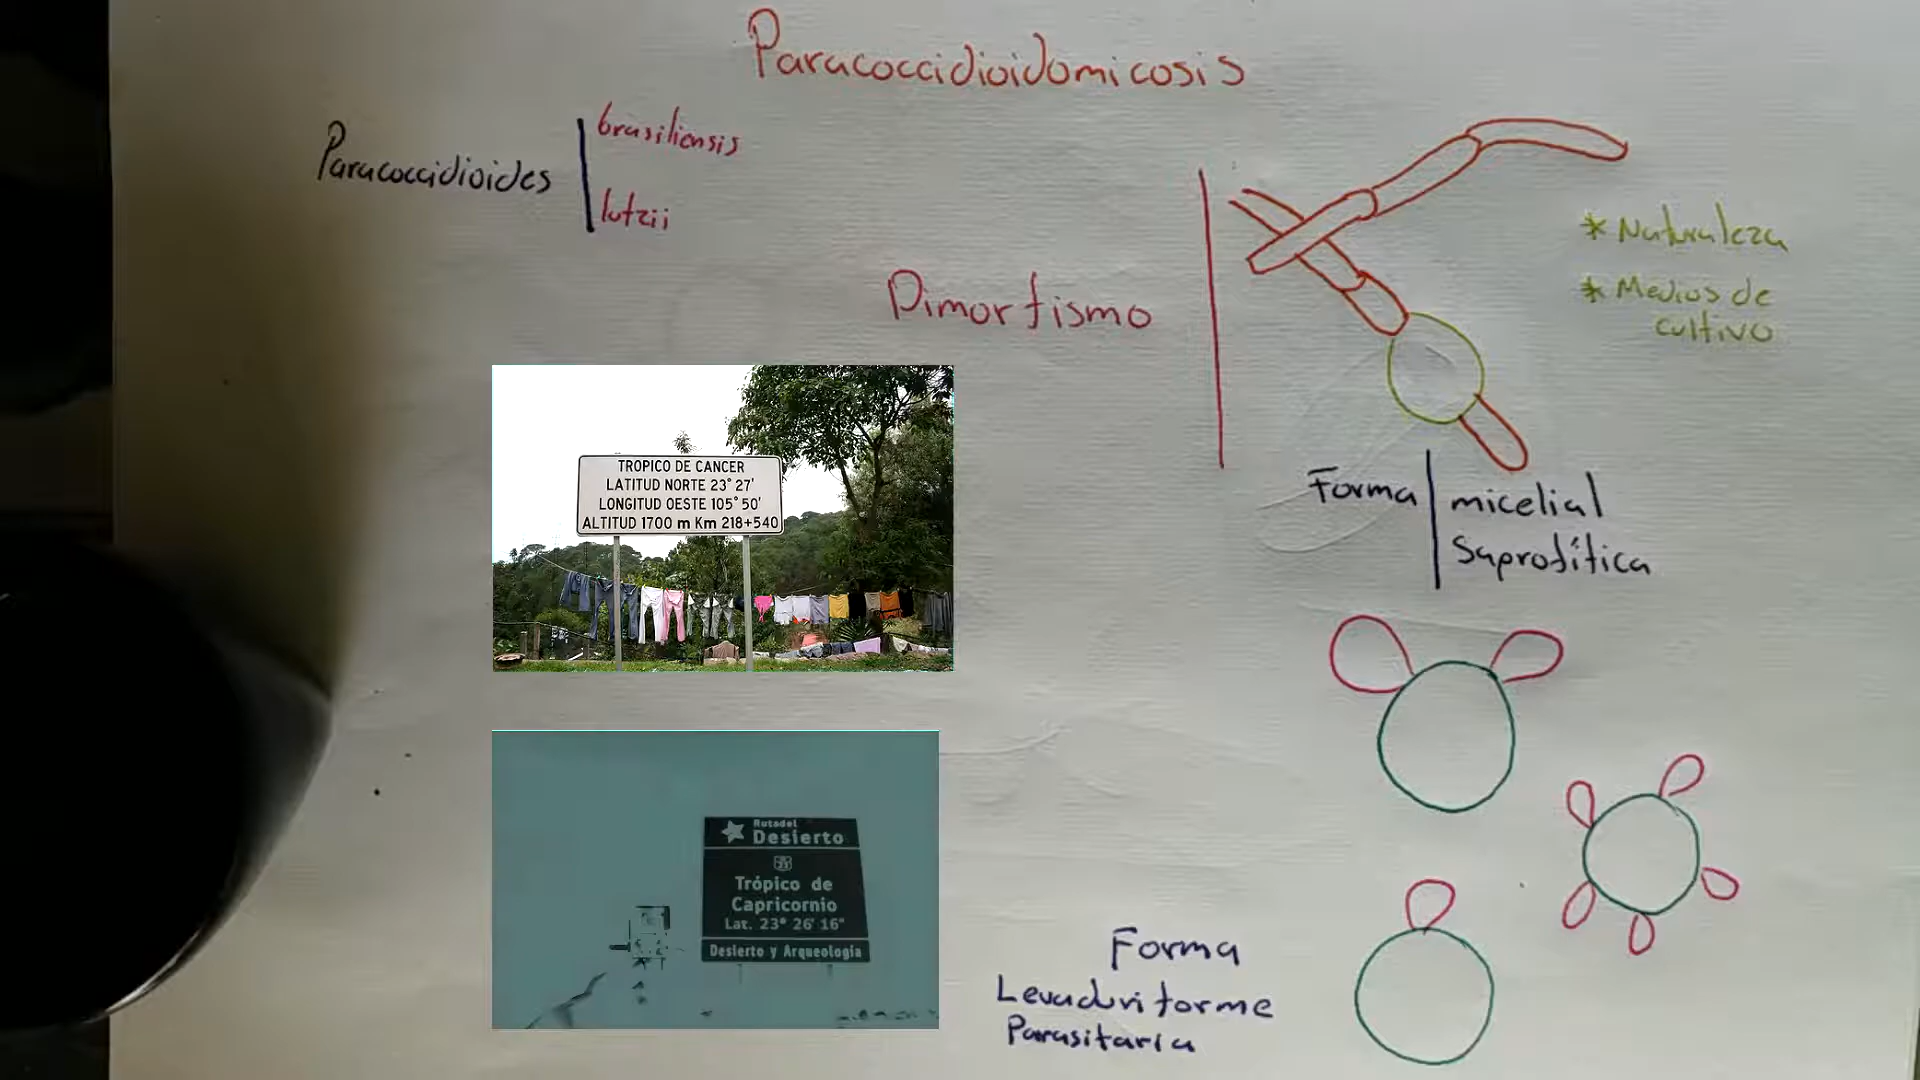 Paracoccidioidomicosis
Paracoccidioides
brasiliensis
lutzii
Dimorfismo
* Naturaleza
* Medios de
cultivo
TROPICO DE CANCER
LATITUD NORTE 23° 27'
LONGITUD OESTE 105° 50'
ALTITUD 1700 m Km 218+540
Forma
micelial
Saprofítica
Ruta del
Desierto
Trópico de
Capricornio
Lat. 23° 26' 16"
Desierto y Arqueología
Forma
Levaduriforme
Parasitaria